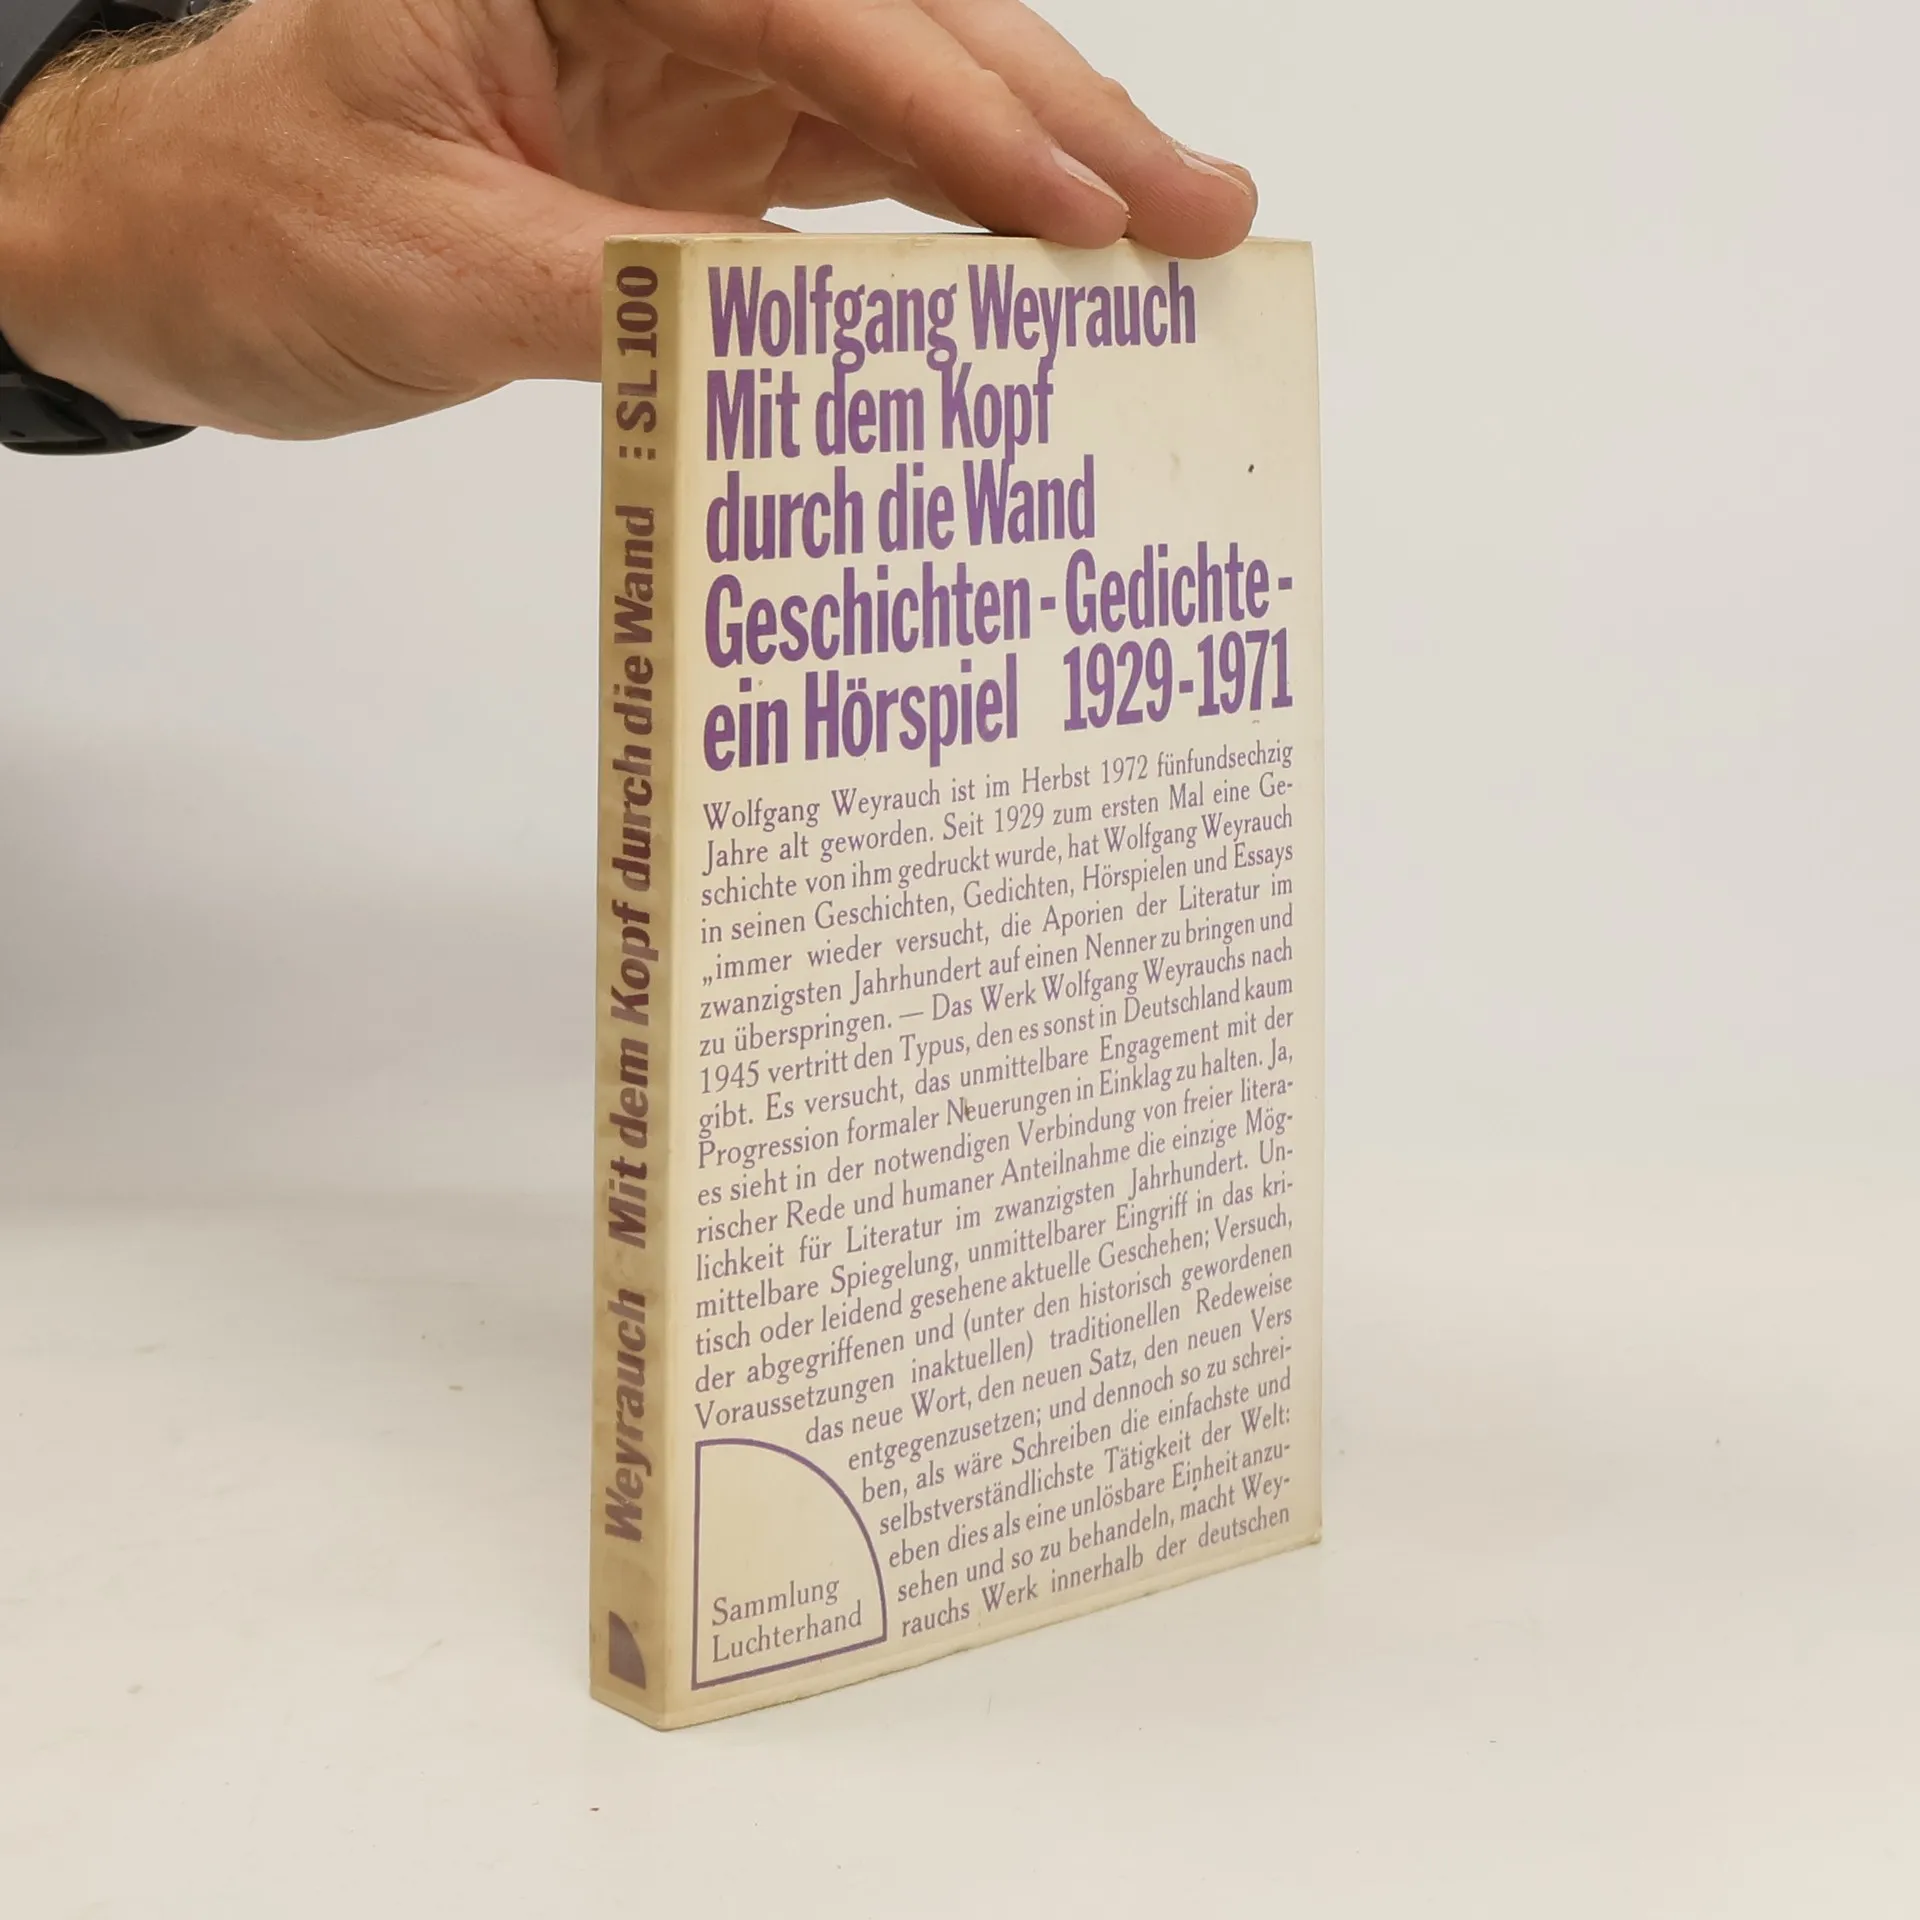 Weyrauch Mit dem Kopf durch die Wand SL 100
Wolfgang Weyrauch
Mit dem Kopf
durch die Wand
Geschichten - Gedichte -
ein Hörspiel 1929-1971
Wolfgang Weyrauch ist im Herbst 1972 fünfundsechzig
Jahre alt geworden. Seit 1929 zum ersten Mal eine Ge-
schichte von ihm gedruckt wurde, hat Wolfgang Weyrauch
in seinen Geschichten, Gedichten, Hörspielen und Essays
„immer wieder versucht, die Aporien der Literatur im
zwanzigsten Jahrhundert auf einen Nenner zu bringen und
zu überspringen. — Das Werk Wolfgang Weyrauchs nach
1945 vertritt den Typus, den es sonst in Deutschland kaum
gibt. Es versucht, das unmittelbare Engagement mit der
Progression formaler Neuerungen in Einklag zu halten. Ja,
es sieht in der notwendigen Verbindung von freier litera-
rischer Rede und humaner Anteilnahme die einzige Mög-
lichkeit für Literatur im zwanzigsten Jahrhundert. Un-
mittelbare Spiegelung, unmittelbarer Eingriff in das kri-
tisch oder leidend gesehene aktuelle Geschehen; Versuch,
der abgegriffenen und (unter den historisch gewordenen
Voraussetzungen inaktuellen) traditionellen Redeweise
das neue Wort, den neuen Satz, den neuen Vers
entgegenzusetzen; und dennoch so zu schrei-
ben, als wäre Schreiben die einfachste und
selbstverständlichste Tätigkeit der Welt:
eben dies als eine unlösbare Einheit anzu-
sehen und so zu behandeln, macht Wey-
rauchs Werk innerhalb der deutschen
Sammlung
Luchterhand